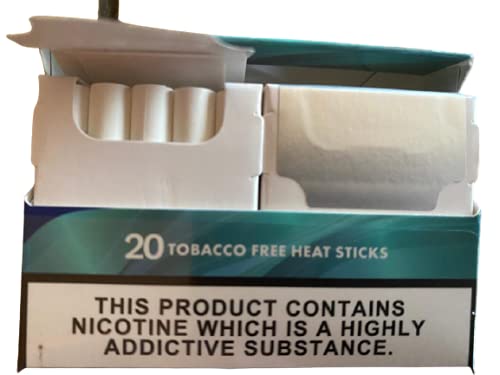 20 TOBACCO FREE HEAT STICKS
THIS PRODUCT CONTAINS
NICOTINE WHICH IS A HIGHLY
ADDICTIVE SUBSTANCE.